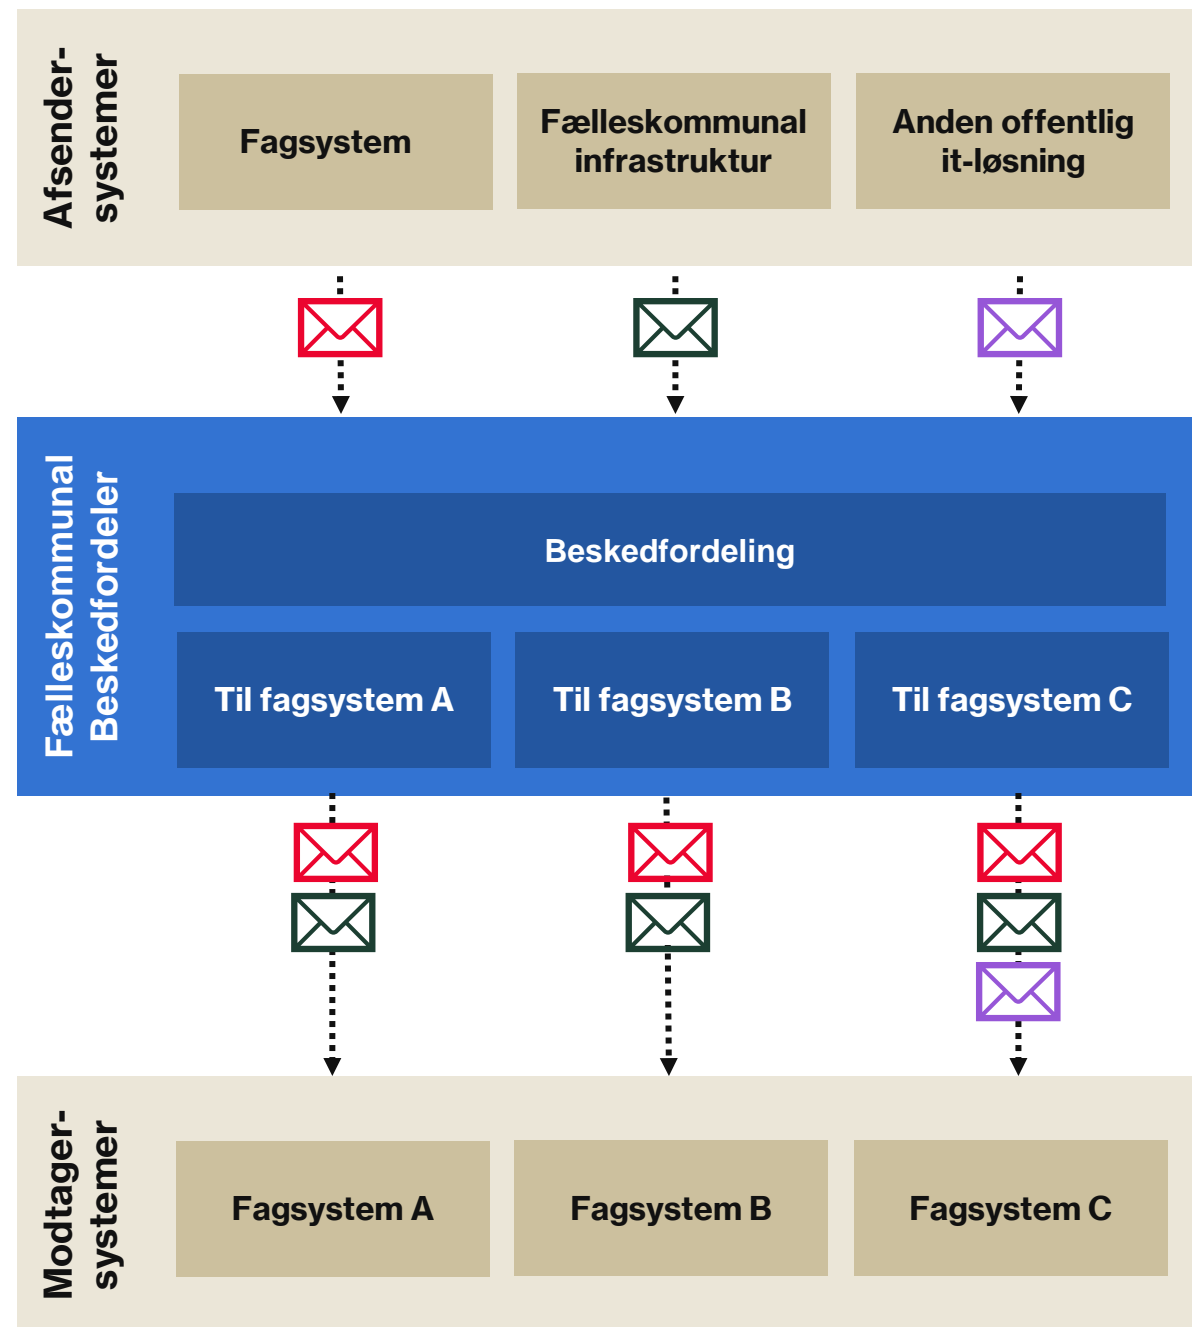 Afsender-
systemer
Fagsystem
Fælleskommunal
infrastruktur
Anden offentlig
it-løsning
Fælleskommunal
Beskedfordeler
Beskedfordeling
Til fagsystem A
Til fagsystem B
Til fagsystem C
Modtager-
systemer
Fagsystem A
Fagsystem B
Fagsystem C